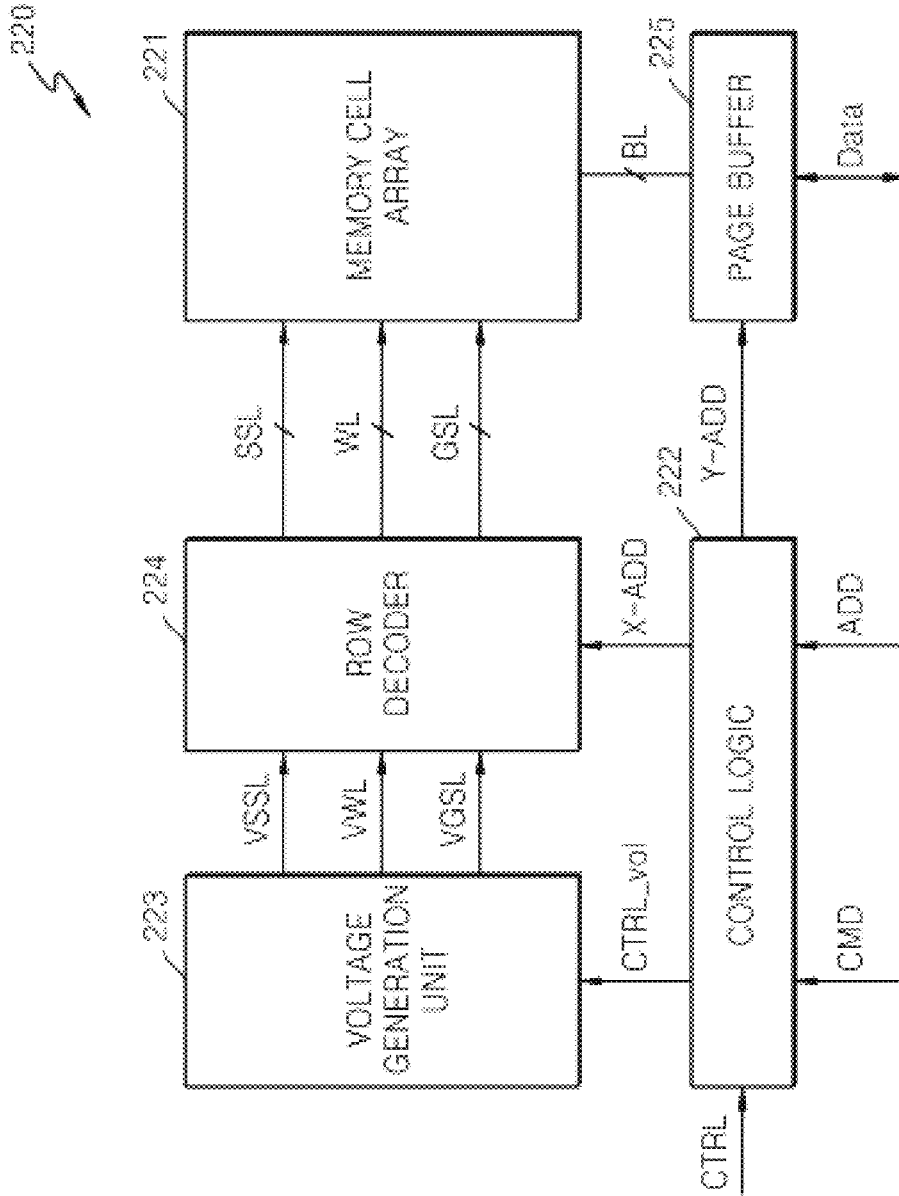 220
223
VOLTAGE
GENERATION
UNIT
VSSL
VWL
VGSL
224
ROW
DECODER
SSL
WL
GSL
221
MEMORY CELL
ARRAY
CTRL_vol
X-ADD
BL
CTRL
CONTROL LOGIC
222
Y-ADD
225
PAGE BUFFER
CMD
ADD
Data